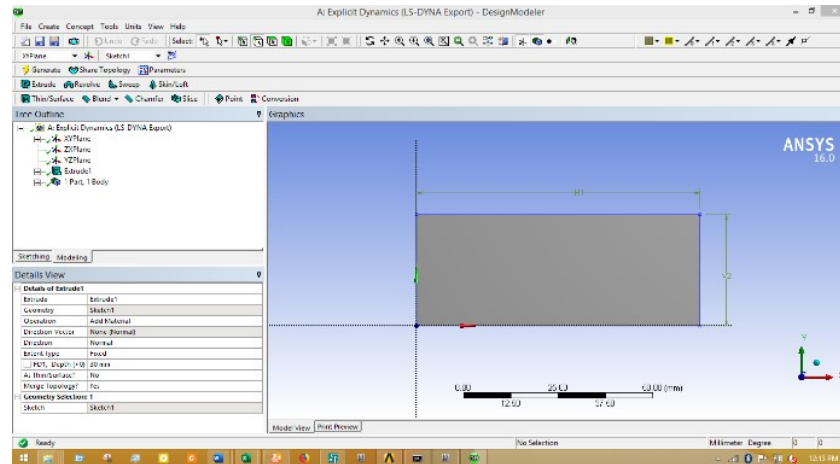 A: Explicit Dynamics (LS-DYNA Export) - DesignModeler
File Create Concept Tools Units View Help
Undo Redo Select:
XYPlane Sketch1
Generate Share Topology Parameters
Extrude Revolve Sweep Skin/Loft
Thin/Surface Blend Chamfer Slice Point Conversion
Tree Outline
A: Explicit Dynamics (LS-DYNA Export)
XYPlane
ZXPlane
YZPlane
Extrude1
1 Part, 1 Body
Sketching Modeling
Details View
Details of Extrude1
Extrude Extrude1
Geometry Sketch1
Operation Add Material
Direction Vector None (Normal)
Direction Normal
Extent Type Fixed
FD1, Depth (>0) 30 mm
As Thin/Surface? No
Merge Topology? Yes
Geometry Selection: 1
Sketch Sketch1
Graphics
ANSYS
16.0
H1
V2
Y
0.00 25.00 50.00 (mm)
12.50 37.50
Model View Print Preview
Ready No Selection Millimeter Degree 0 0
12:13 PM